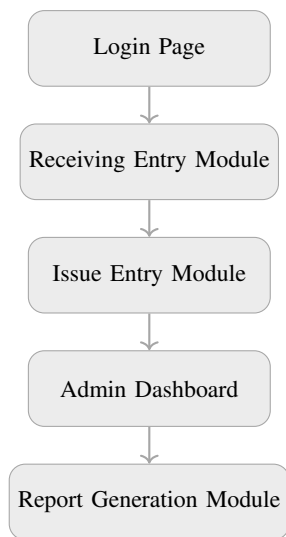 Login Page
Receiving Entry Module
Issue Entry Module
Admin Dashboard
Report Generation Module